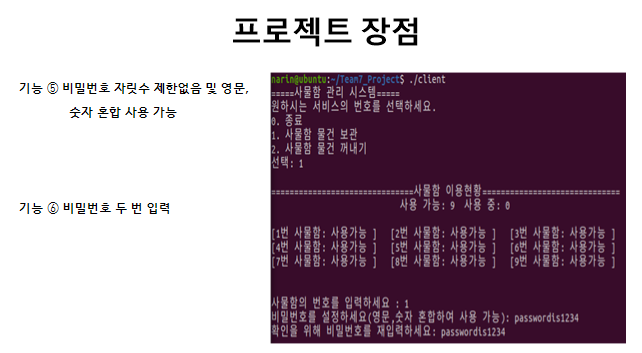 프로젝트 장점
기능 ⑤ 비밀번호 자릿수 제한없음 및 영문,
숫자 혼합 사용 가능
기능 ⑥ 비밀번호 두 번 입력
narin@ubuntu:~/Team7_Project$ ./client
=====사물함 관리 시스템=====
원하시는 서비스의 번호를 선택하세요.
0. 종료
1. 사물함 물건 보관
2. 사물함 물건 꺼내기
선택: 1
==============================사물함 이용현황==============================
사용 가능: 9 사용 중: 0
[1번 사물함: 사용가능 ] [2번 사물함: 사용가능 ] [3번 사물함: 사용가능 ]
[4번 사물함: 사용가능 ] [5번 사물함: 사용가능 ] [6번 사물함: 사용가능 ]
[7번 사물함: 사용가능 ] [8번 사물함: 사용가능 ] [9번 사물함: 사용가능 ]
사물함의 번호를 입력하세요 : 1
비밀번호를 설정하세요(영문,숫자 혼합하여 사용 가능): passwordis1234
확인을 위해 비밀번호를 재입력하세요: passwordis1234